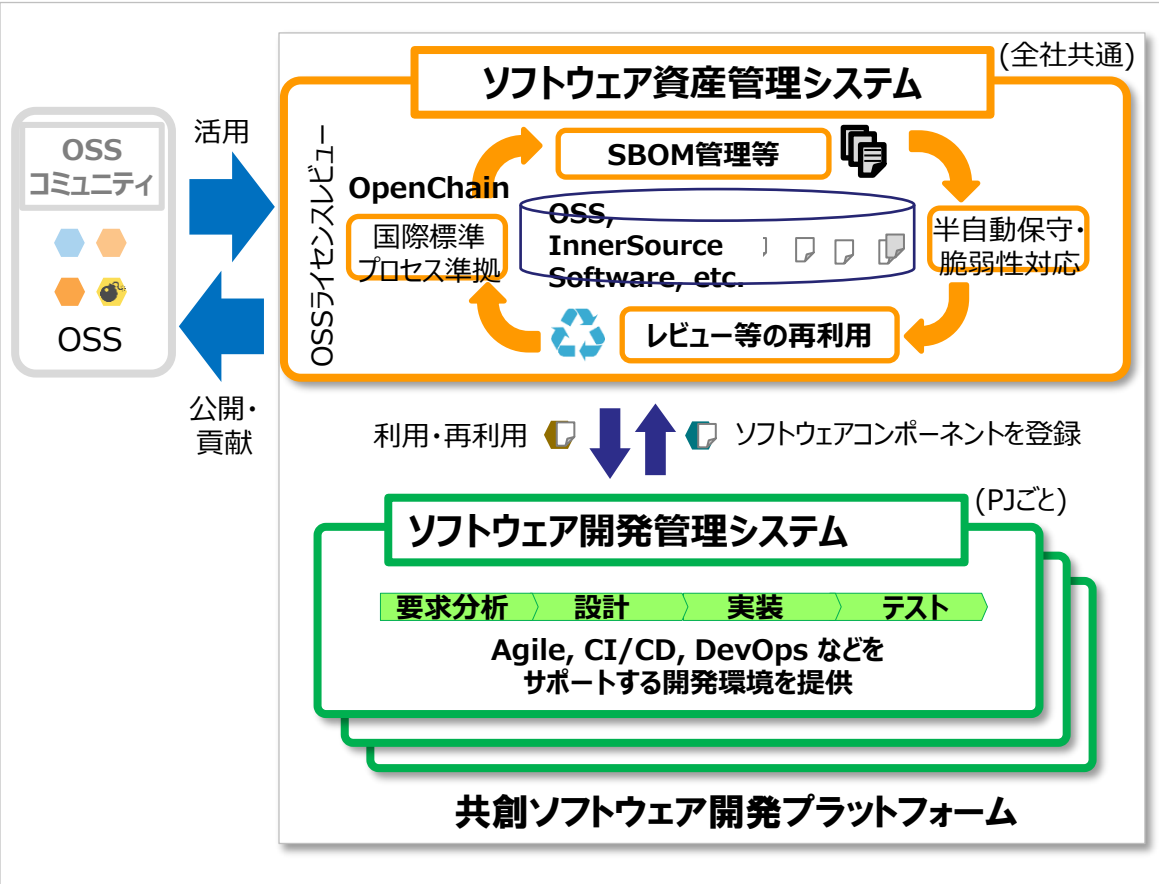 (全社共通)
ソフトウェア資産管理システム
OSS
コミュニティ
OSS
活用
公開・
貢献
OSSライセンスレビュー
SBOM管理等
OpenChain
国際標準
プロセス準拠
OSS,
InnerSource
Software, etc.
半自動保守・
脆弱性対応
レビュー等の再利用
利用・再利用
ソフトウェアコンポーネントを登録
(PJごと)
ソフトウェア開発管理システム
要求分析
設計
実装
テスト
Agile, CI/CD, DevOps などを
サポートする開発環境を提供
共創ソフトウェア開発プラットフォーム